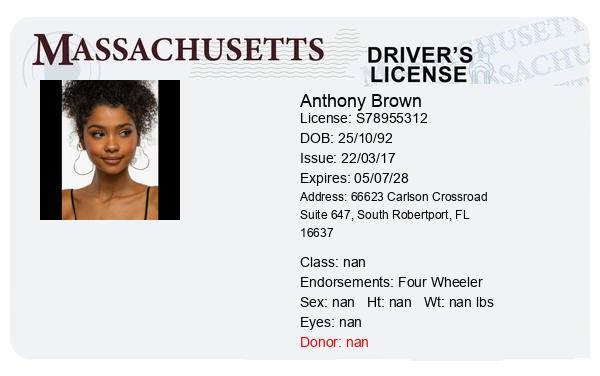 MASSACHUSETTS
DRIVER'S
LICENSE
HUSETTS
SSACHU
Anthony Brown
License: S78955312
DOB: 25/10/92
Issue: 22/03/17
Expires: 05/07/28
Address: 66623 Carlson Crossroad
Suite 647, South Robertport, FL
16637
Class: nan
Endorsements: Four Wheeler
Sex: nan Ht: nan Wt: nan lbs
Eyes: nan
Donor: nan